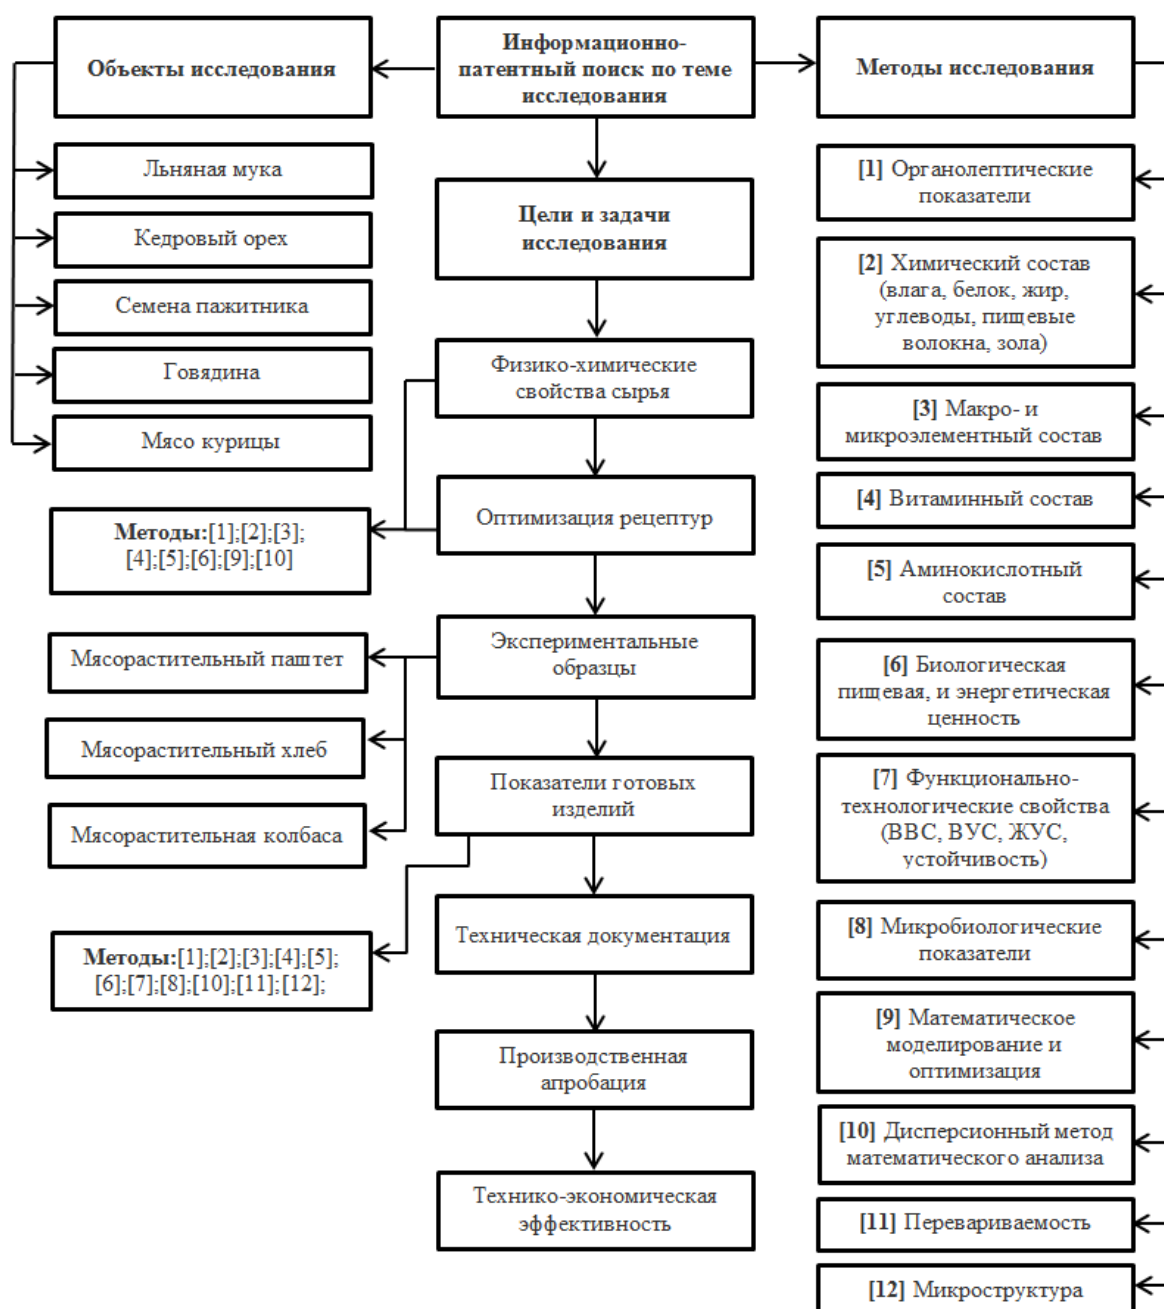 Объекты исследования
Информационно-
патентный поиск по теме
исследования
Методы исследования
Льняная мука
Кедровый орех
Семена пажитника
Говядина
Мясо курицы
Методы:[1];[2];[3];
[4];[5];[6];[9];[10]
Мясорастительный паштет
Мясорастительный хлеб
Мясорастительная колбаса
Методы:[1];[2];[3];[4];[5];
[6];[7];[8];[10];[11];[12];
Цели и задачи
исследования
Физико-химические
свойства сырья
Оптимизация рецептур
Экспериментальные
образцы
Показатели готовых
изделий
Техническая документация
Производственная
апробация
Технико-экономическая
эффективность
[1] Органолептические
показатели
[2] Химический состав
(влага, белок, жир,
углеводы, пищевые
волокна, зола)
[3] Макро- и
микроэлементный состав
[4] Витаминный состав
[5] Аминокислотный
состав
[6] Биологическая
пищевая, и энергетическая
ценность
[7] Функционально-
технологические свойства
(ВВС, ВУС, ЖУС,
устойчивость)
[8] Микробиологические
показатели
[9] Математическое
моделирование и
оптимизация
[10] Дисперсионный метод
математического анализа
[11] Перевариваемость
[12] Микроструктура